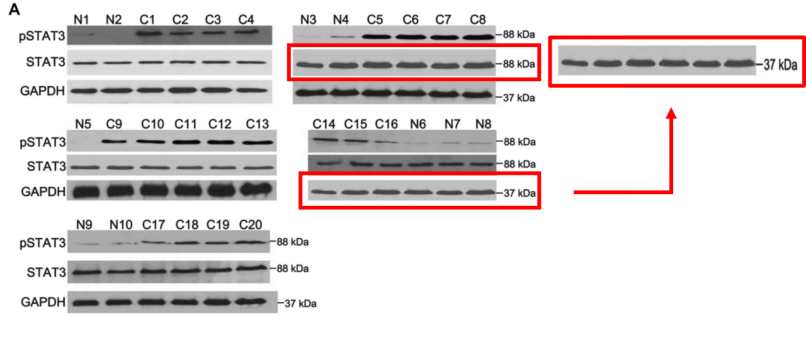 A
N1 N2 C1 C2 C3 C4
pSTAT3
STAT3
GAPDH
N3 N4 C5 C6 C7 C8
88 kDa
88 kDa
37 kDa
37 kDa
N5 C9 C10 C11 C12 C13
pSTAT3
STAT3
GAPDH
C14 C15 C16 N6 N7 N8
88 kDa
88 kDa
37 kDa
N9 N10 C17 C18 C19 C20
pSTAT3 88 kDa
STAT3 88 kDa
GAPDH 37 kDa